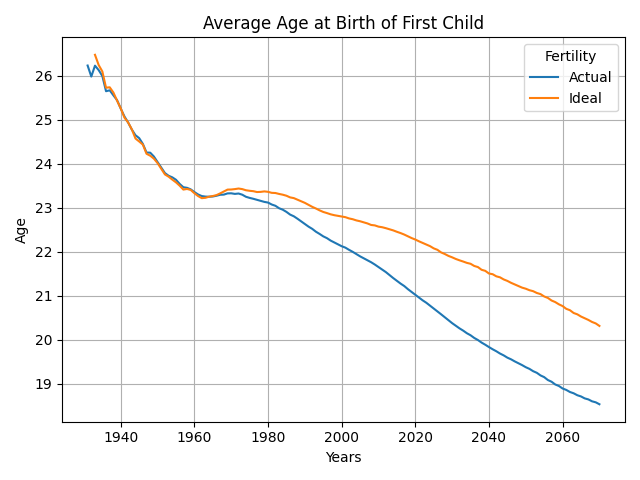 Average Age at Birth of First Child
Fertility
Actual
Ideal
Age
26
25
24
23
22
21
20
19
1940
1960
1980
2000
2020
2040
2060
Years